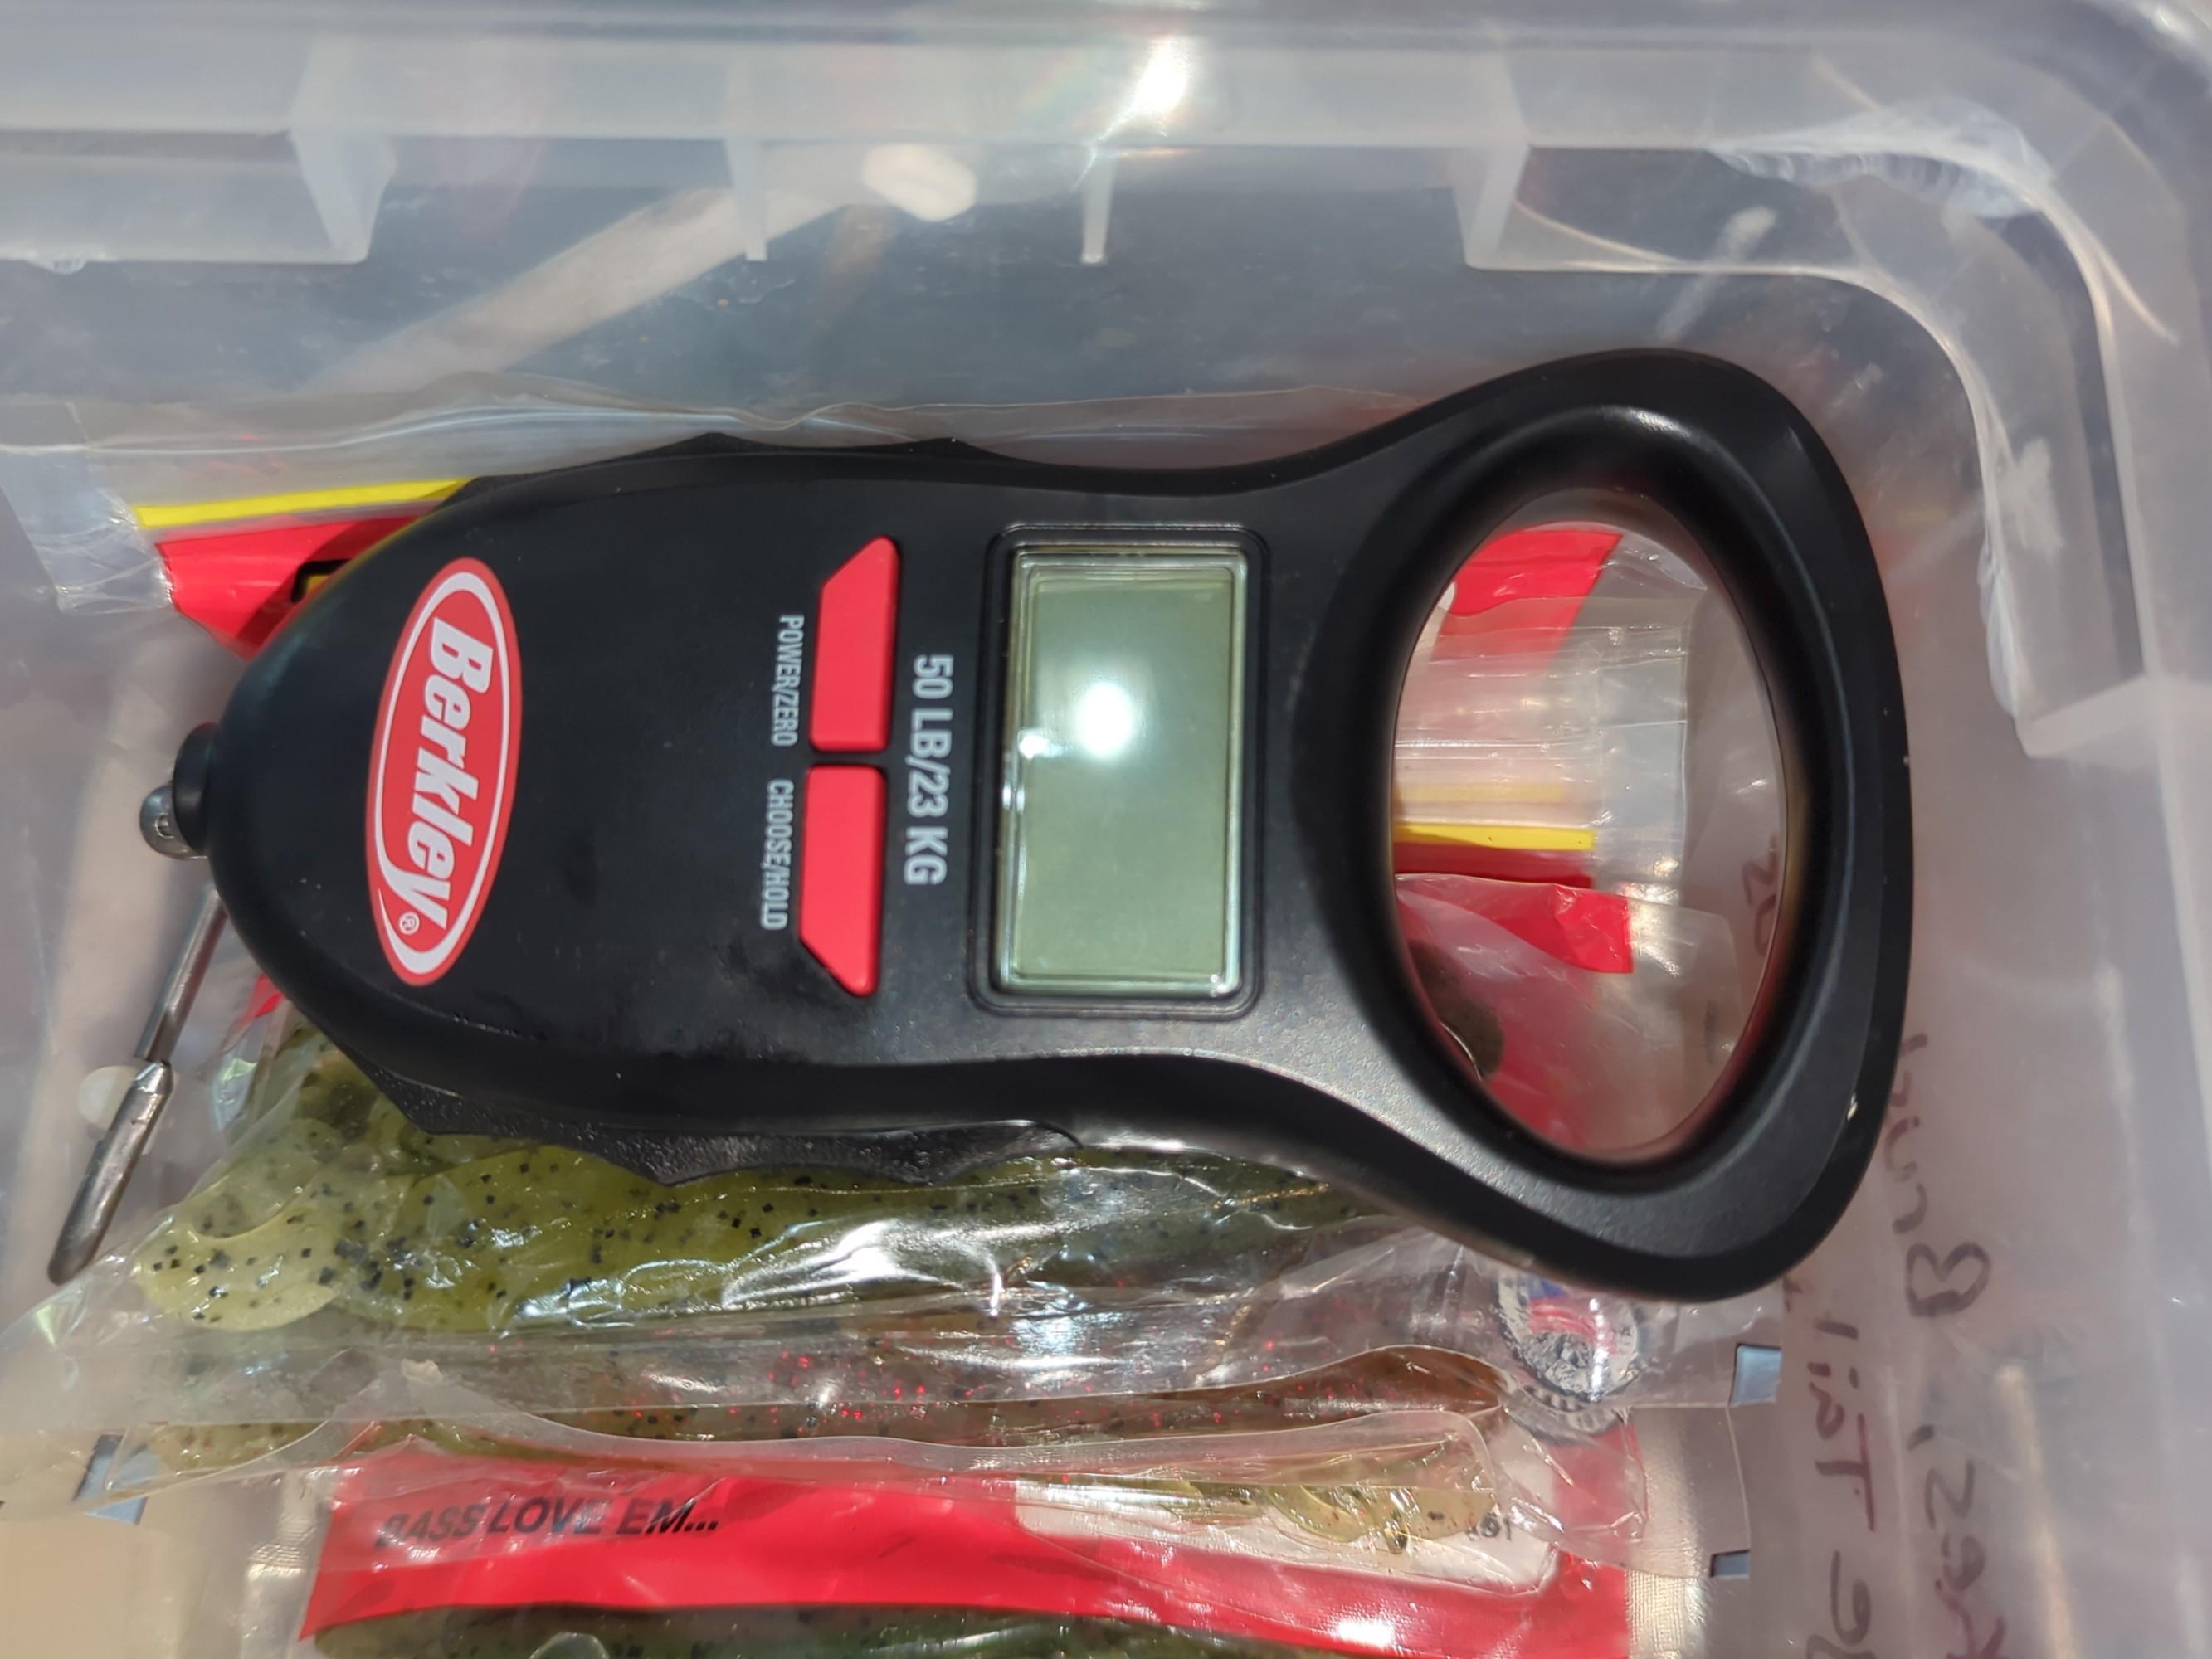 Berkley®
POWER/ZERO
CHOOSE/HOLD
50 LB/23 KG
BASS LOVE EM...